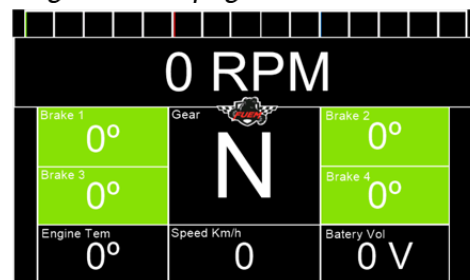 0 RPM
Brake 1
0º
Gear
FUEM
N
Brake 2
0º
Brake 3
0º
Brake 4
0º
Engine Tem
0º
Speed Km/h
0
Batery Vol
0 V